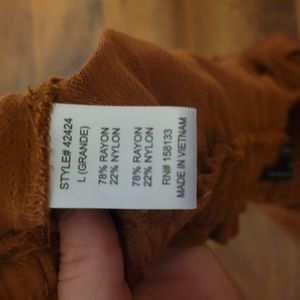 STYLE# 42424
L (GRANDE)
78% RAYON
22% NYLON
78% RAYON
22% NYLON
RN# 158133
MADE IN VIETNAM